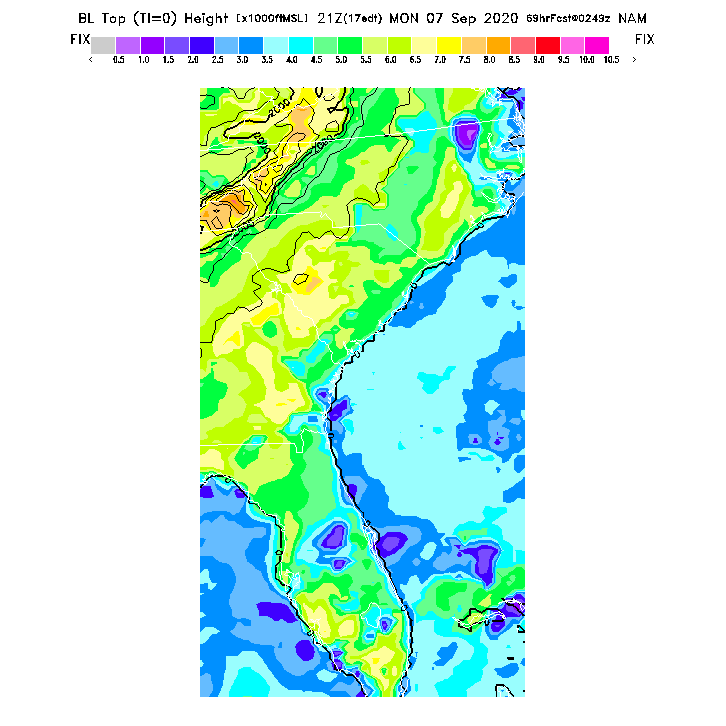 BL Top (TI=0) Height [x1000ftMSL] 21Z(17edt) MON 07 Sep 2020 69hrFcst@0249z NAM
FIX FIX
< 0.5 1.0 1.5 2.0 2.5 3.0 3.5 4.0 4.5 5.0 5.5 6.0 6.5 7.0 7.5 8.0 8.5 9.0 9.5 10.0 10.5 >
2000
2000
2000